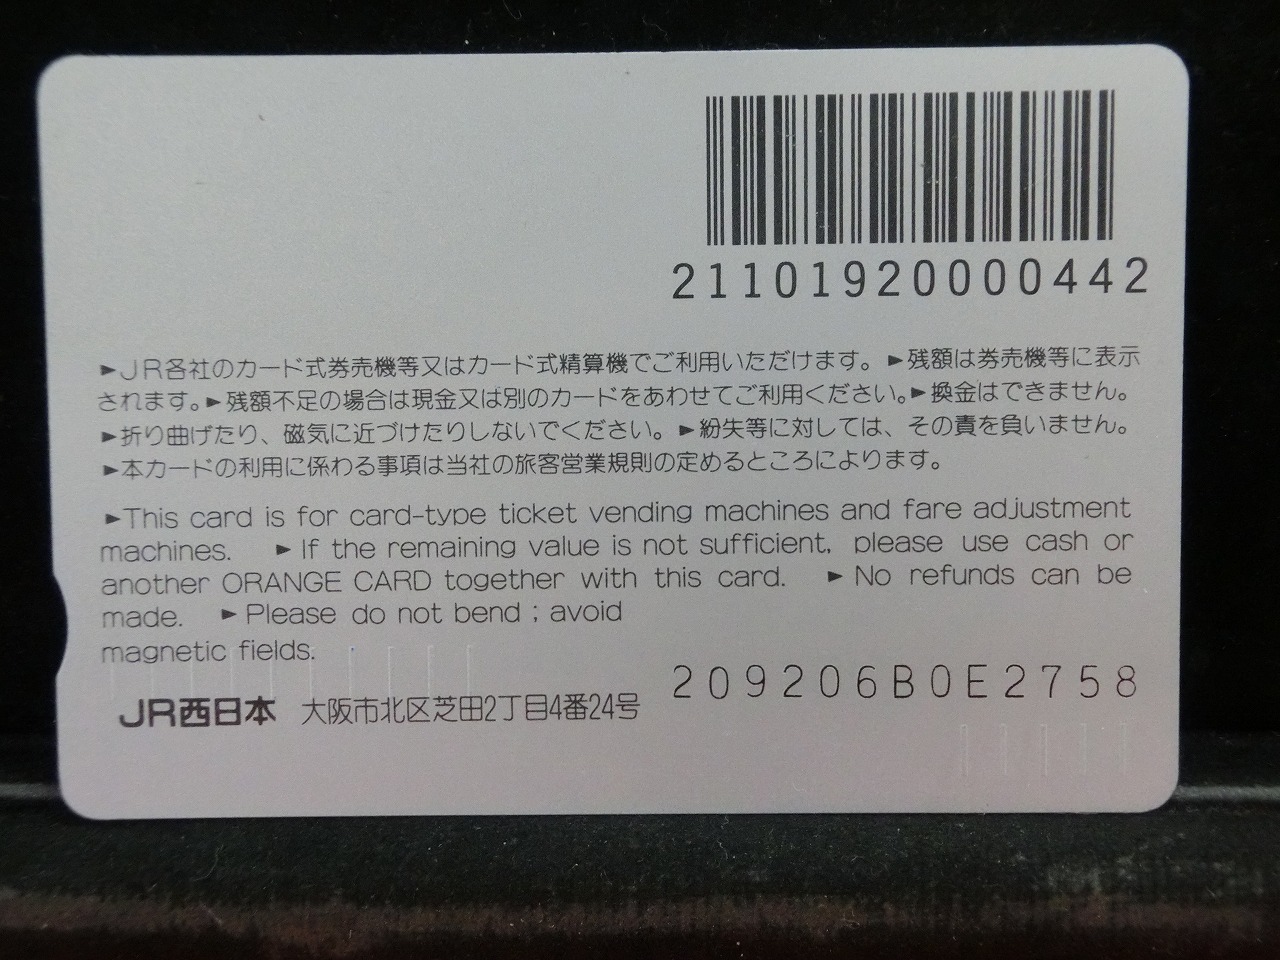 21101920000442
►JR各社のカード式券売機等又はカード式精算機でご利用いただけます。►残額は券売機等に表示
されます。►残額不足の場合は現金又は別のカードをあわせてご利用ください。►換金はできません。
►折り曲げたり、磁気に近づけたりしないでください。►紛失等に対しては、その責を負いません。
►本カードの利用に係わる事項は当社の旅客営業規則の定めるところによります。
►This card is for card-type ticket vending machines and fare adjustment
machines. ►If the remaining value is not sufficient, please use cash or
another ORANGE CARD together with this card. ►No refunds can be
made. ►Please do not bend ; avoid
magnetic fields.
209206B0E2758
JR西日本 大阪市北区芝田2丁目4番24号